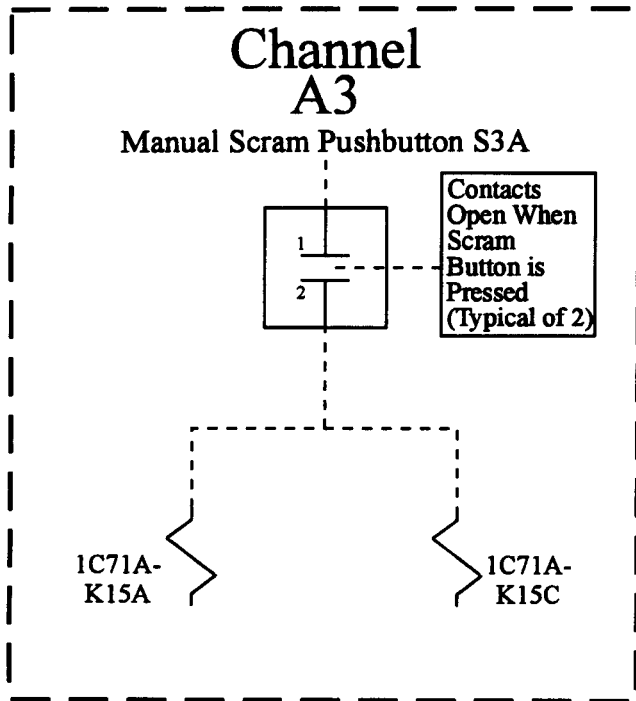 Channel
A3
Manual Scram Pushbutton S3A
Contacts
Open When
Scram
Button is
Pressed
(Typical of 2)
1
2
1C71A-
K15A
1C71A-
K15C